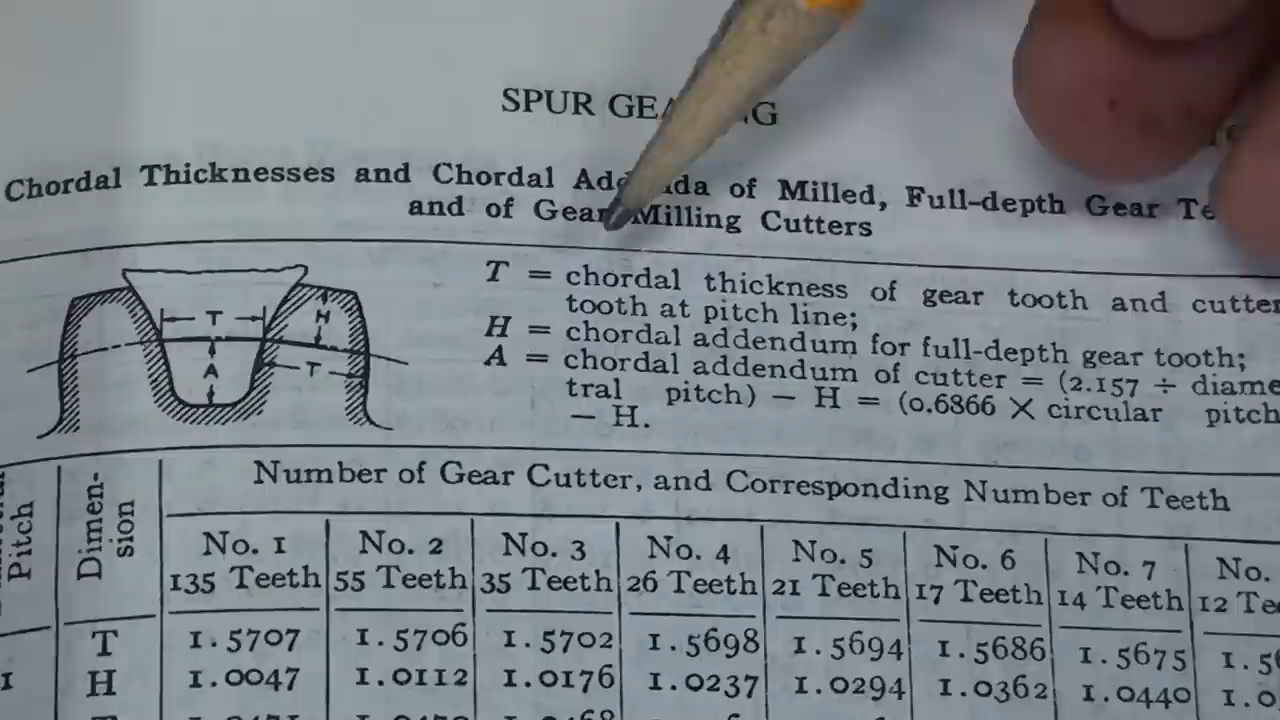 SPUR
Chordal Thicknesses and Chordal of Milled, Full-depth Gear
and of Gear Milling Cutters
T = chordal thickness of gear tooth and cutter
tooth at pitch line;
H = chordal addendum for full-depth gear tooth;
A = chordal addendum of cutter = (2.157 ÷ diame
tral pitch) — H = (0.6866 × circular pitch
— H.
T
H
A
T
Pitch
Dimen-
sion
Number of Gear Cutter, and Corresponding Number of Teeth
No. 1 No. 2 No. 3 No. 4 No. 5 No. 6 No. 7 No.
135 Teeth 55 Teeth 35 Teeth 26 Teeth 21 Teeth 17 Teeth 14 Teeth 12 Te
T 1.5707 1.5706 1.5702 1.5698 1.5694 1.5686 1.5675
1 H 1.0047 1.0112 1.0176 1.0237 1.0294 1.0362 1.0440